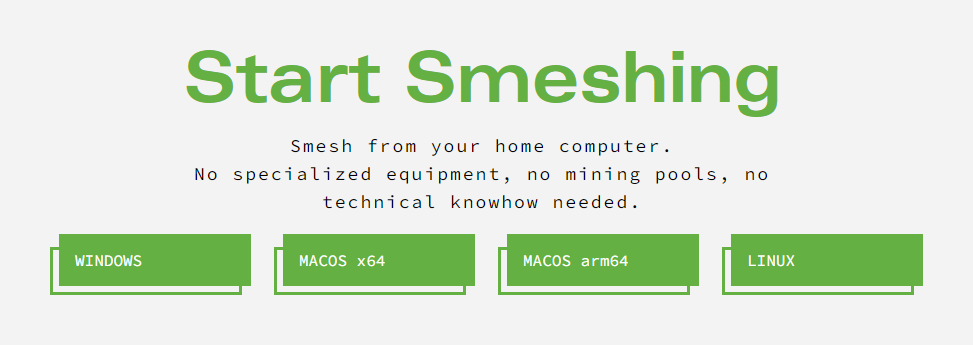 Start Smeshing
Smesh from your home computer.
No specialized equipment, no mining pools, no
technical knowhow needed.
WINDOWS
MACOS x64
MACOS arm64
LINUX